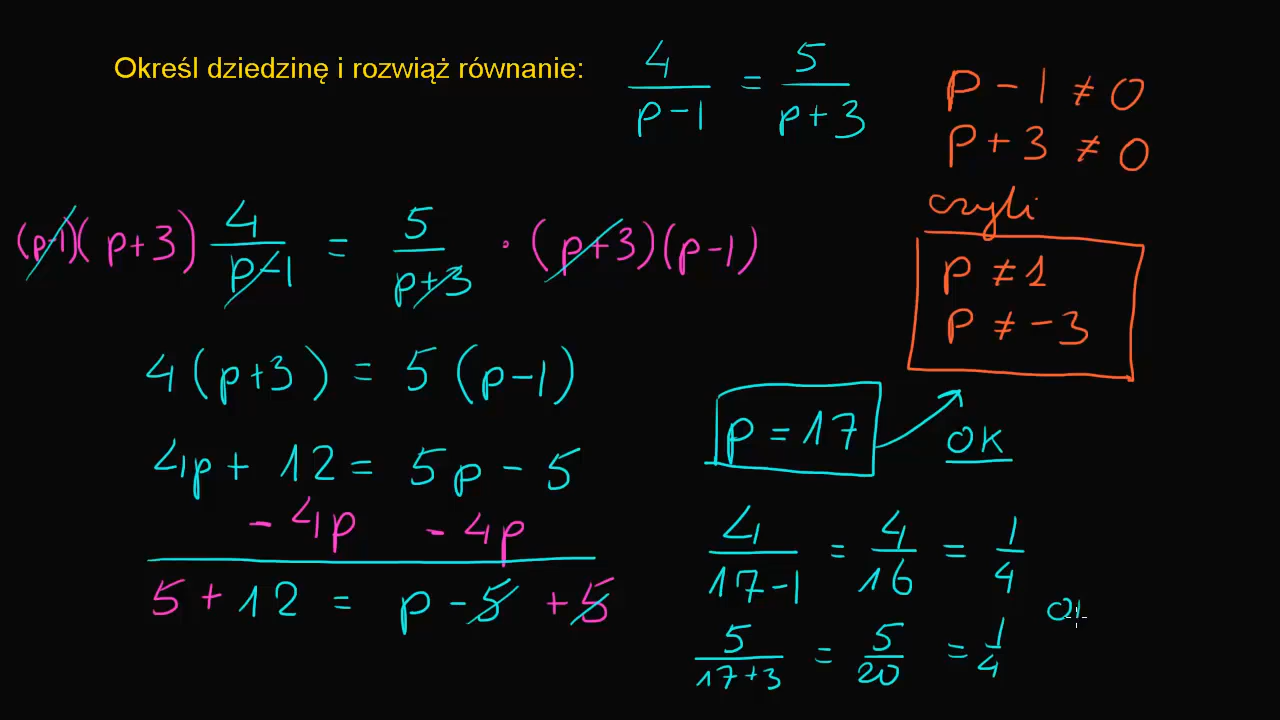 Określ dziedzinę i rozwiąż równanie: 4/(p-1) = 5/(p+3)
p - 1 ≠ 0
p + 3 ≠ 0
czyli
p ≠ 1
p ≠ -3
(p-1)(p+3) 4/(p-1) = 5/(p+3) · (p+3)(p-1)
4(p+3) = 5(p-1)
4p + 12 = 5p - 5
- 4p - 4p
5 + 12 = p - 5 + 5
p = 17
OK
4/(17-1) = 4/16 = 1/4
5/(17+3) = 5/20 = 1/4